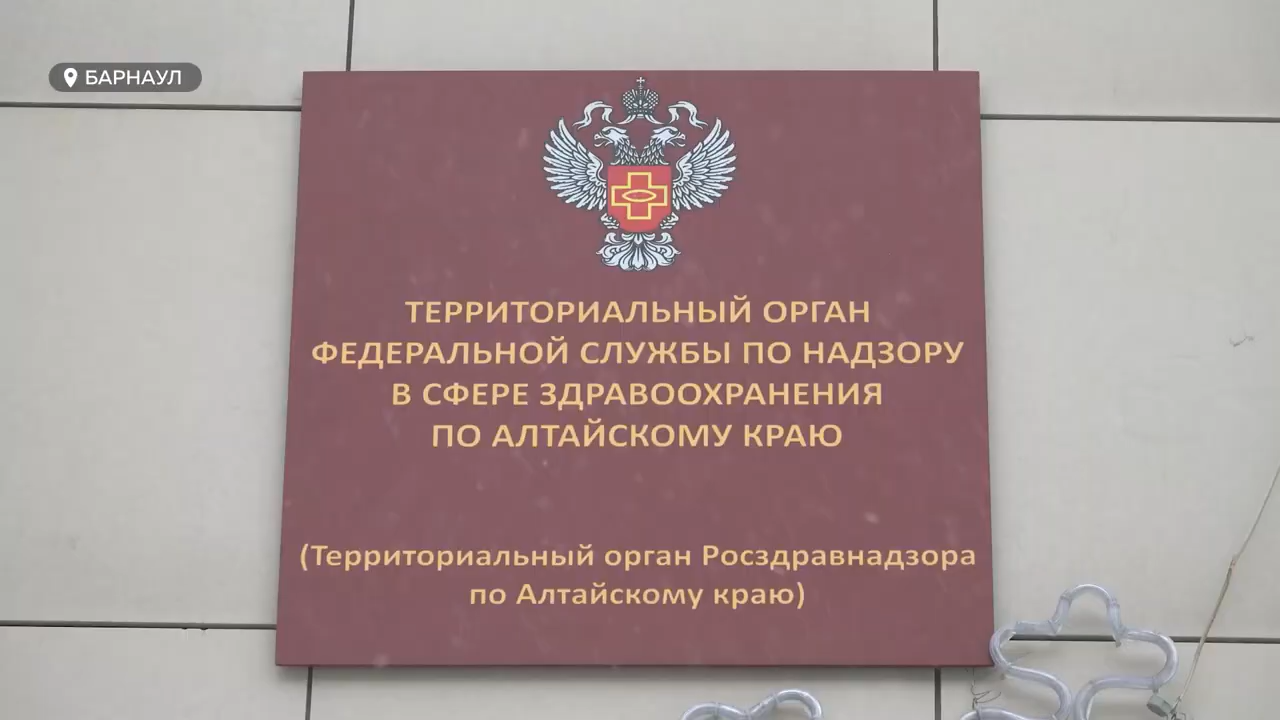 БАРНАУЛ
ТЕРРИТОРИАЛЬНЫЙ ОРГАН
ФЕДЕРАЛЬНОЙ СЛУЖБЫ ПО НАДЗОРУ
В СФЕРЕ ЗДРАВООХРАНЕНИЯ
ПО АЛТАЙСКОМУ КРАЮ
(Территориальный орган Росздравнадзора
по Алтайскому краю)